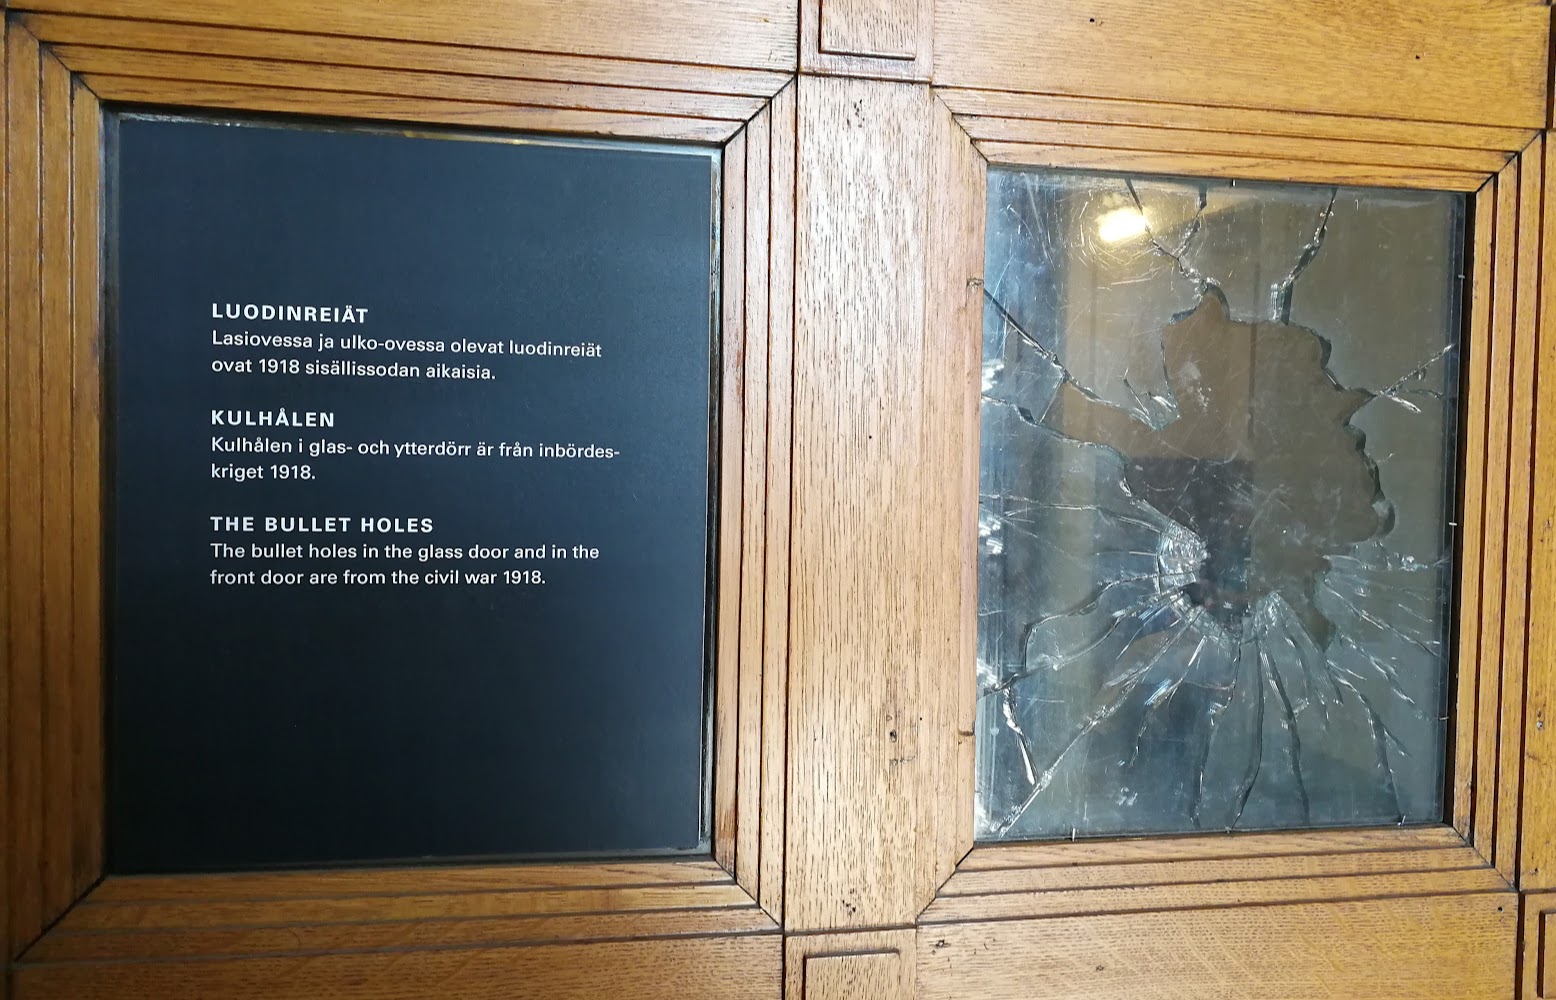 LUODINREIÄT
Lasiovessa ja ulko-ovessa olevat luodinreiät
ovat 1918 sisällissodan aikaisia.
KULHÅLEN
Kulhålen i glas- och ytterdörr är från inbördes-
kriget 1918.
THE BULLET HOLES
The bullet holes in the glass door and in the
front door are from the civil war 1918.